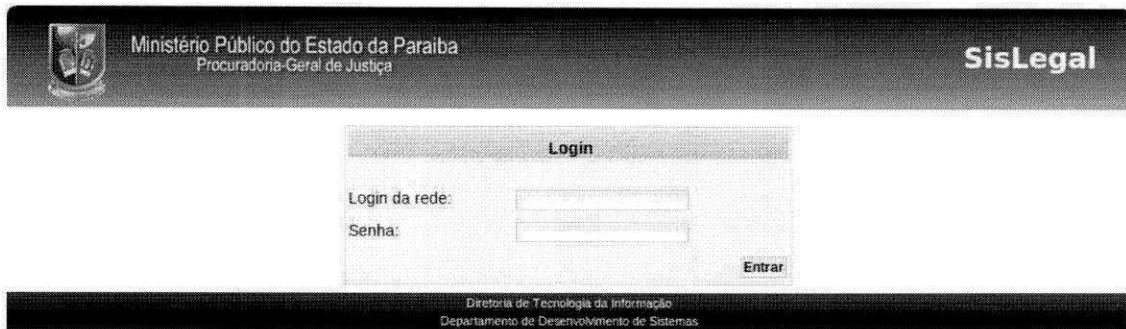 Ministério Público do Estado da Paraiba
Procuradoria-Geral de Justiça
SisLegal
Login
Login da rede:
Senha:
Entrar
Diretoria de Tecnologia da Informação
Departamento de Desenvolvimento de Sistemas